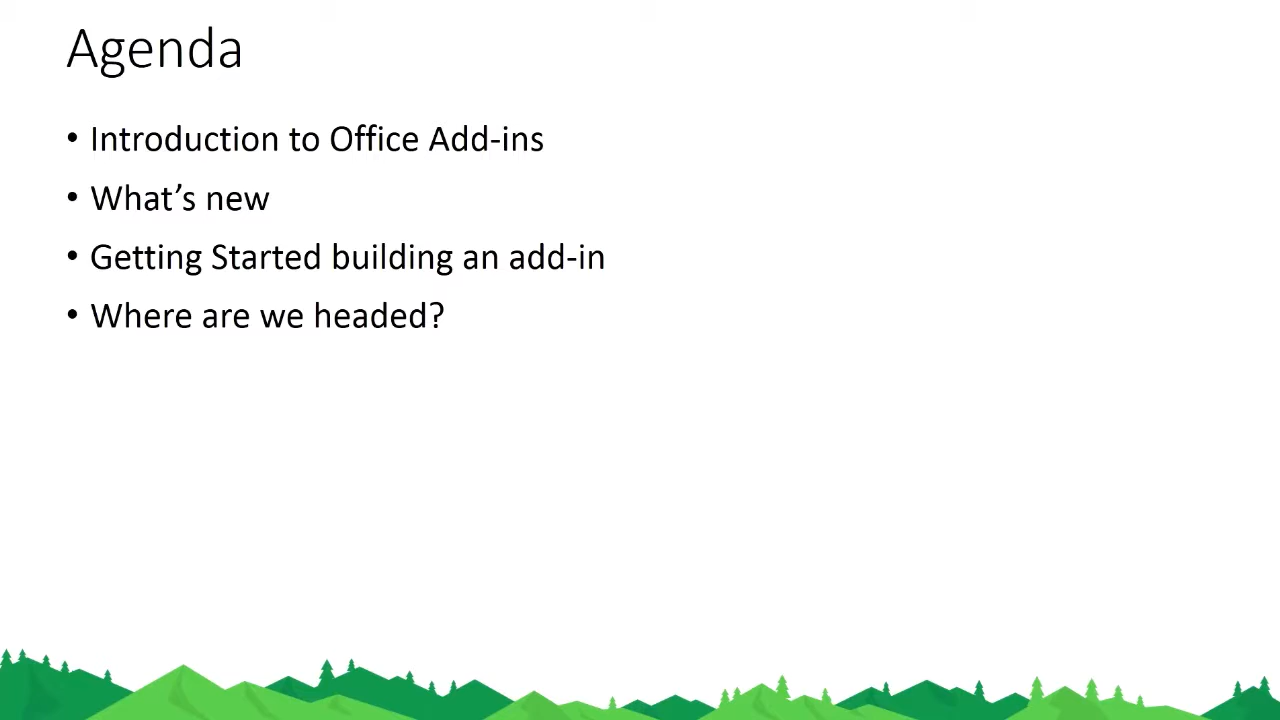 Agenda
• Introduction to Office Add-ins
• What’s new
• Getting Started building an add-in
• Where are we headed?